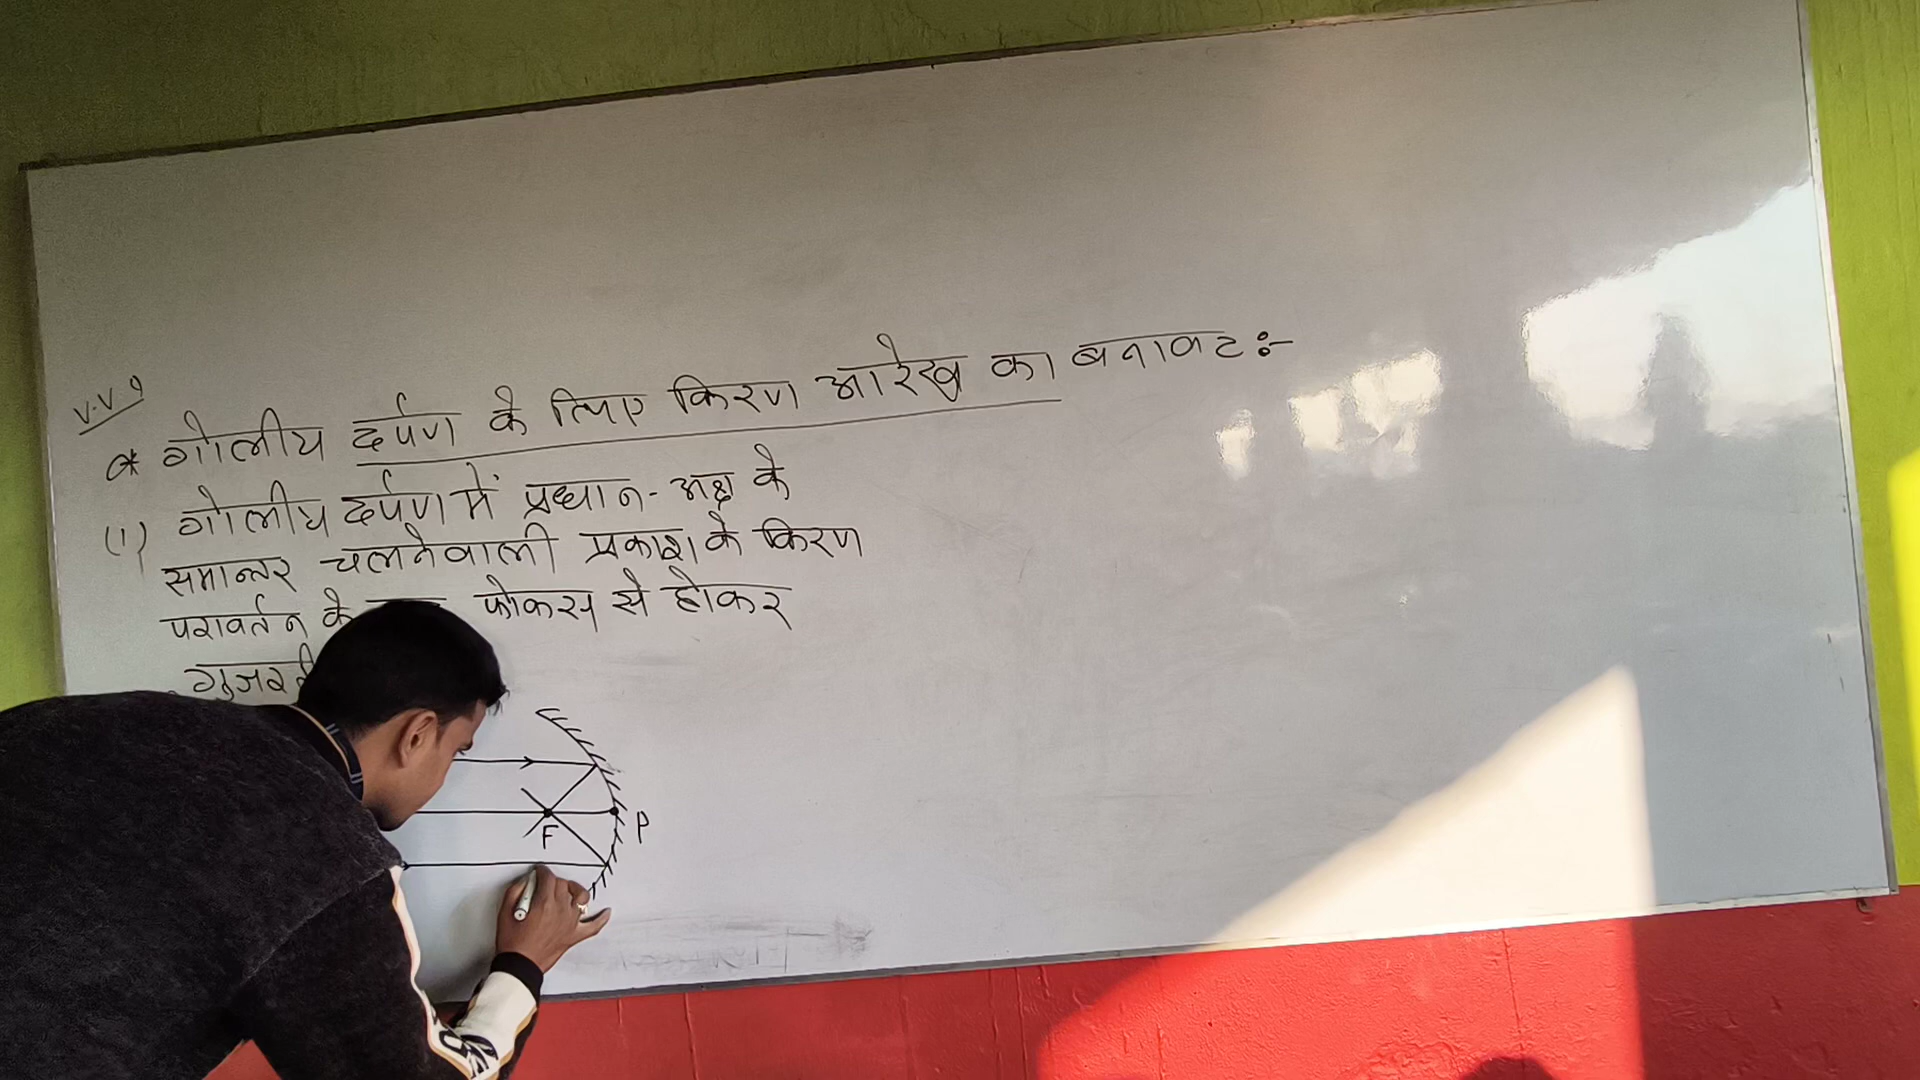 V.V.9
* गोलीय दर्पण के लिए किरण आरेख का बनावट :-
(1) गोलीय दर्पण में प्रधान-अक्ष के
समान्तर चलनेवाली प्रकाश के किरण
परावर्तन के फोकस से होकर
F
P